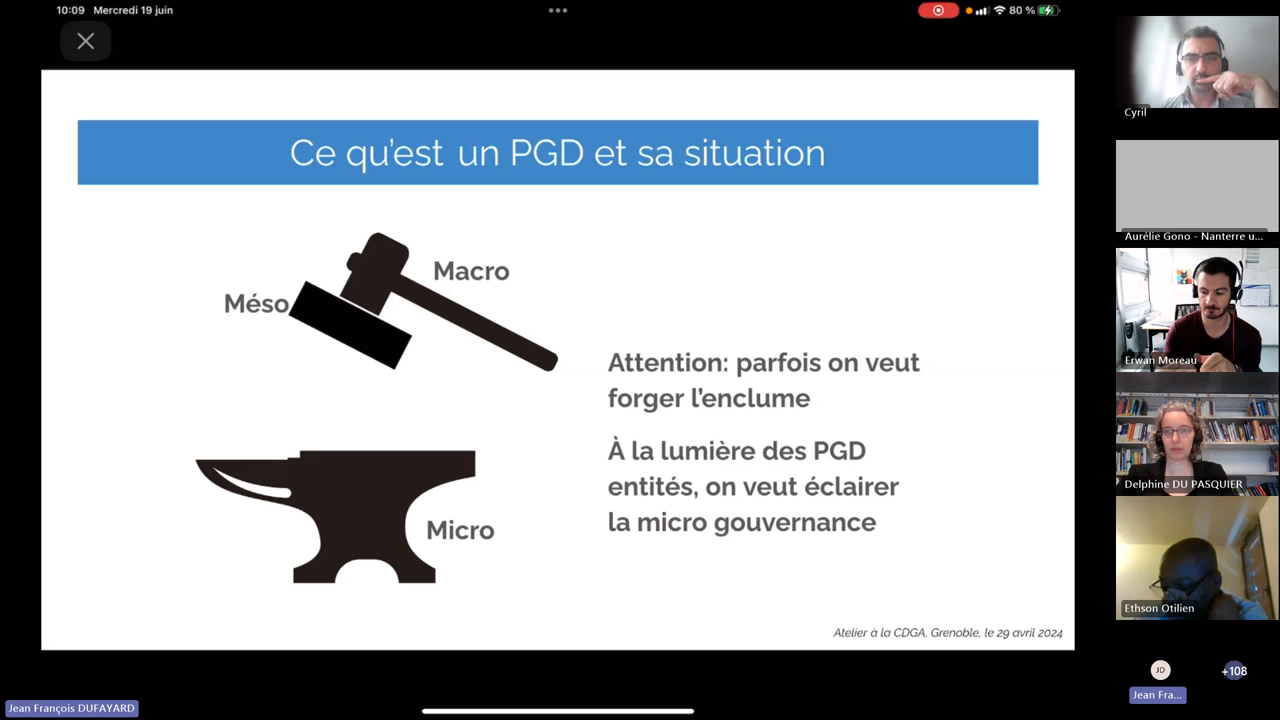 10:09 Mercredi 19 juin
80 %
Ce qu’est un PGD et sa situation
Macro
Méso
Attention: parfois on veut
forger l’enclume
À la lumière des PGD
entités, on veut éclairer
la micro gouvernance
Micro
Atelier à la CDGA, Grenoble, le 29 avril 2024
Jean François DUFAYARD
Cyril
Aurélie Gono - Nanterre u...
Erwan Moreau
Delphine DU PASQUIER
Ethson Otilien
JD
+108
Jean Fra...